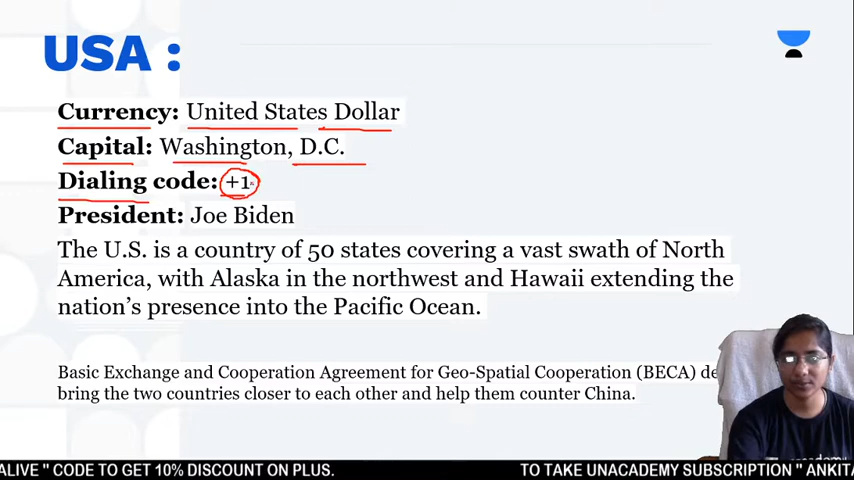 USA :
Currency: United States Dollar
Capital: Washington, D.C.
Dialing code: +1
President: Joe Biden
The U.S. is a country of 50 states covering a vast swath of North
America, with Alaska in the northwest and Hawaii extending the
nation's presence into the Pacific Ocean.
Basic Exchange and Cooperation Agreement for Geo-Spatial Cooperation (BECA)
bring the two countries closer to each other and help them counter China.
ALIVE " CODE TO GET 10% DISCOUNT ON PLUS. TO TAKE UNACADEMY SUBSCRIPTION " ANKITA